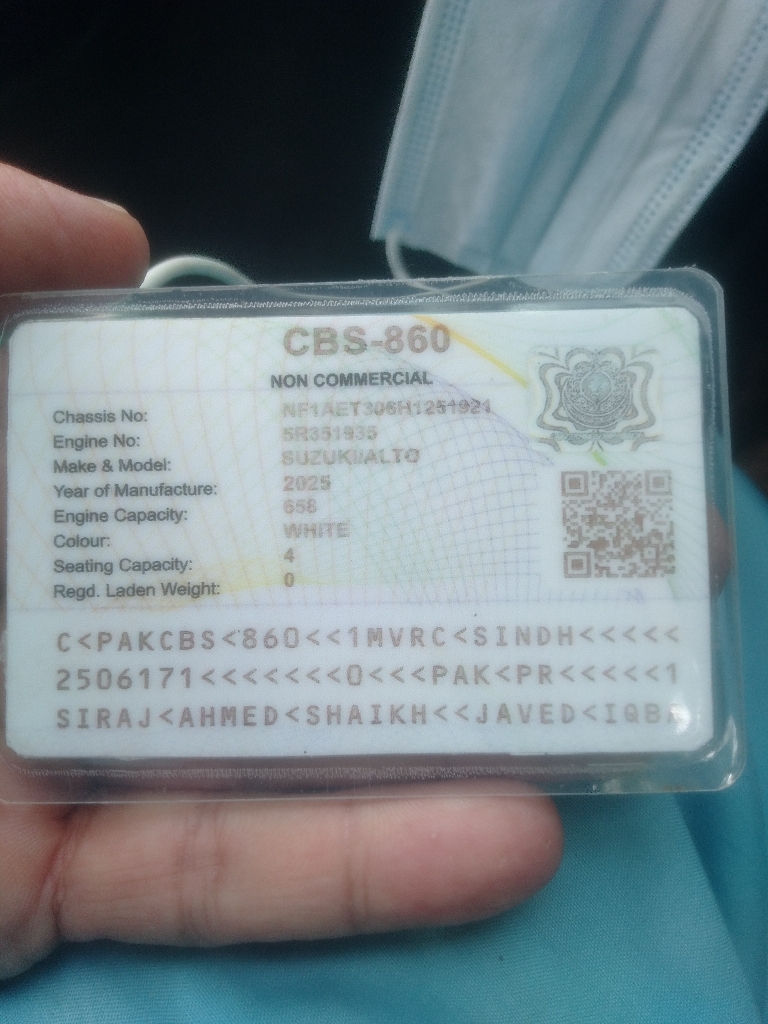 CBS-860
NON COMMERCIAL
Chassis No: NF1AET306H1251921
Engine No: 5R351935
Make & Model: SUZUKI/ALTO
Year of Manufacture: 2025
Engine Capacity: 658
Colour: WHITE
Seating Capacity: 4
Regd. Laden Weight: 0
C<PAKCBS<860<<1MVRC<SINDH<<<<<
2506171<<<<<<<0<<<PAK<PR<<<<<1
SIRAJ<AHMED<SHAIKH<<JAVED<IQBA